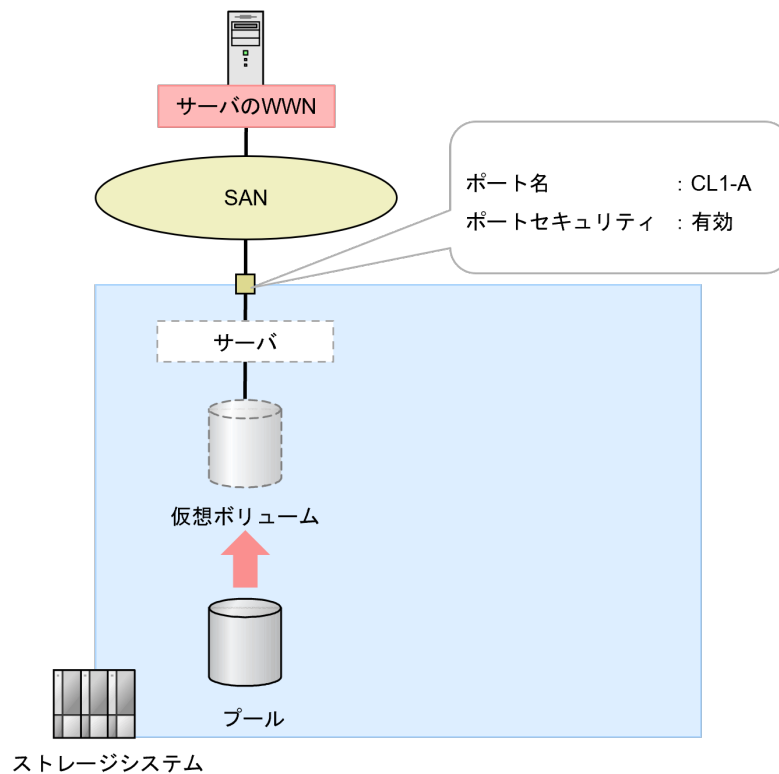 サーバのWWN
SAN
ポート名 : CL1-A
ポートセキュリティ : 有効
サーバ
仮想ボリューム
プール
ストレージシステム